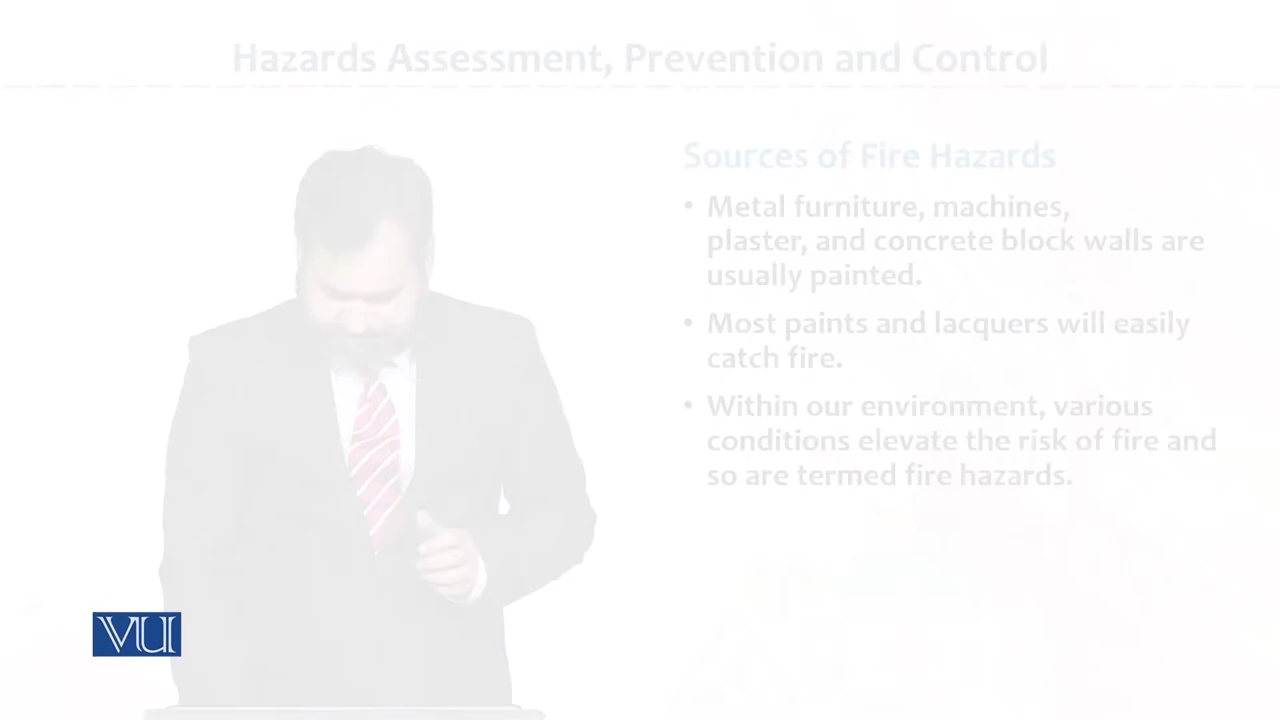 Hazards Assessment, Prevention and Control
Sources of Fire Hazards
• Metal furniture, machines,
plaster, and concrete block walls are
usually painted.
• Most paints and lacquers will easily
catch fire.
• Within our environment, various
conditions elevate the risk of fire and
so are termed fire hazards.
VU